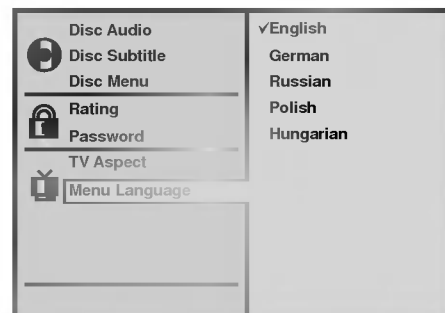 Disc Audio
Disc Subtitle
Disc Menu
Rating
Password
TV Aspect
Menu Language
✓English
German
Russian
Polish
Hungarian